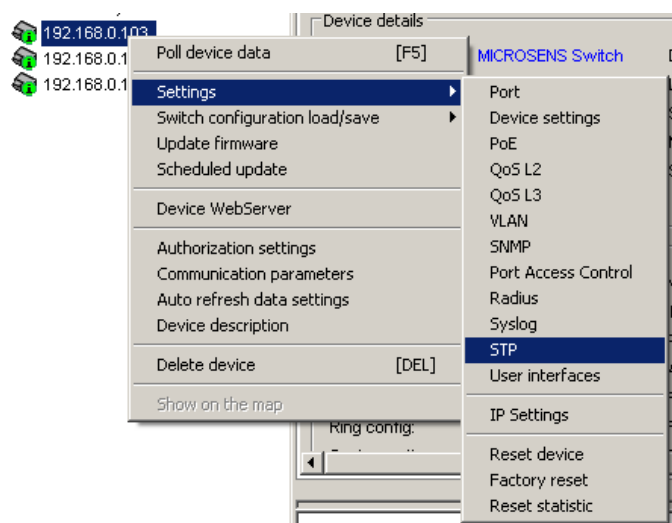 Device details
192.168.0.103
192.168.0.1
192.168.0.1
MICROSENS Switch
Poll device data [F5]
Settings
Switch configuration load/save
Update firmware
Scheduled update
Device WebServer
Authorization settings
Communication parameters
Auto refresh data settings
Device description
Delete device [DEL]
Show on the map
Port
Device settings
PoE
QoS L2
QoS L3
VLAN
SNMP
Port Access Control
Radius
Syslog
STP
User interfaces
IP Settings
Reset device
Factory reset
Reset statistic
Ring config: